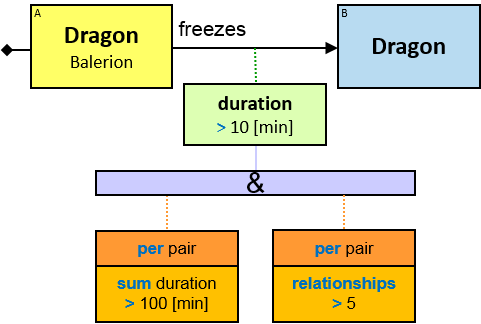 A
Dragon
Balerion
freezes
B
Dragon
duration
> 10 [min]
&
per pair
sum duration
> 100 [min]
per pair
relationships
> 5